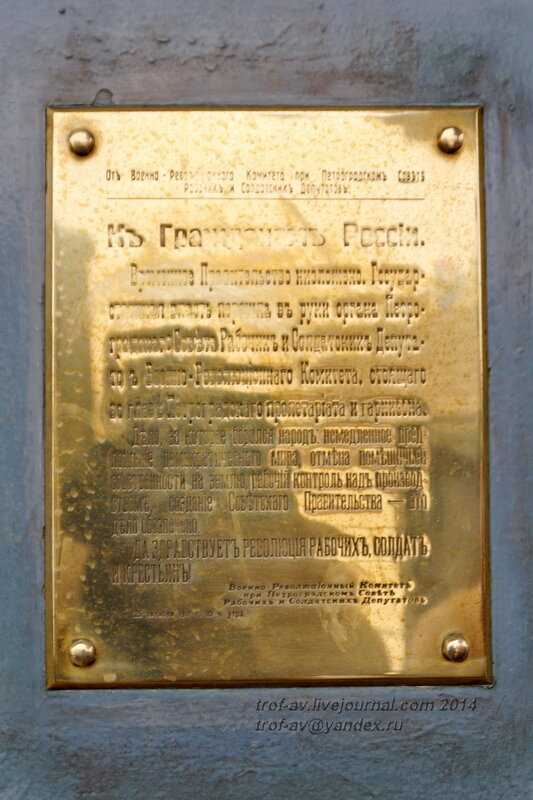 Отъ Военно-Революціоннаго Комитета при Петроградскомъ Совѣтѣ
Рабочихъ и Солдатскихъ Депутатовъ.
Къ Гражданамъ Россіи.
Временное Правительство низложено. Государ-
ственная власть перешла въ руки органа Петро-
градскаго Совѣта Рабочихъ и Солдатскихъ Депута-
товъ Военно-Революціоннаго Комитета, стоящаго
во главѣ Петроградскаго пролетаріата и гарнизона.
Дѣло, за которое боролся народъ: немедленное пред-
ложеніе демократическаго мира, отмѣна помѣщичьей
собственности на землю, рабочій контроль надъ производ-
ствомъ, созданіе Совѣтскаго Правительства — это
дѣло обезпечено.
ДА ЗДРАВСТВУЕТЪ РЕВОЛЮЦІЯ РАБОЧИХЪ, СОЛДАТЪ
И КРЕСТЬЯНЪ!
Военно Революціонный Комитетъ
при Петроградскомъ Совѣтѣ
Рабочихъ и Солдатскихъ Депутатовъ
утра
trof-av.livejournal.com 2014
trof-av@yandex.ru